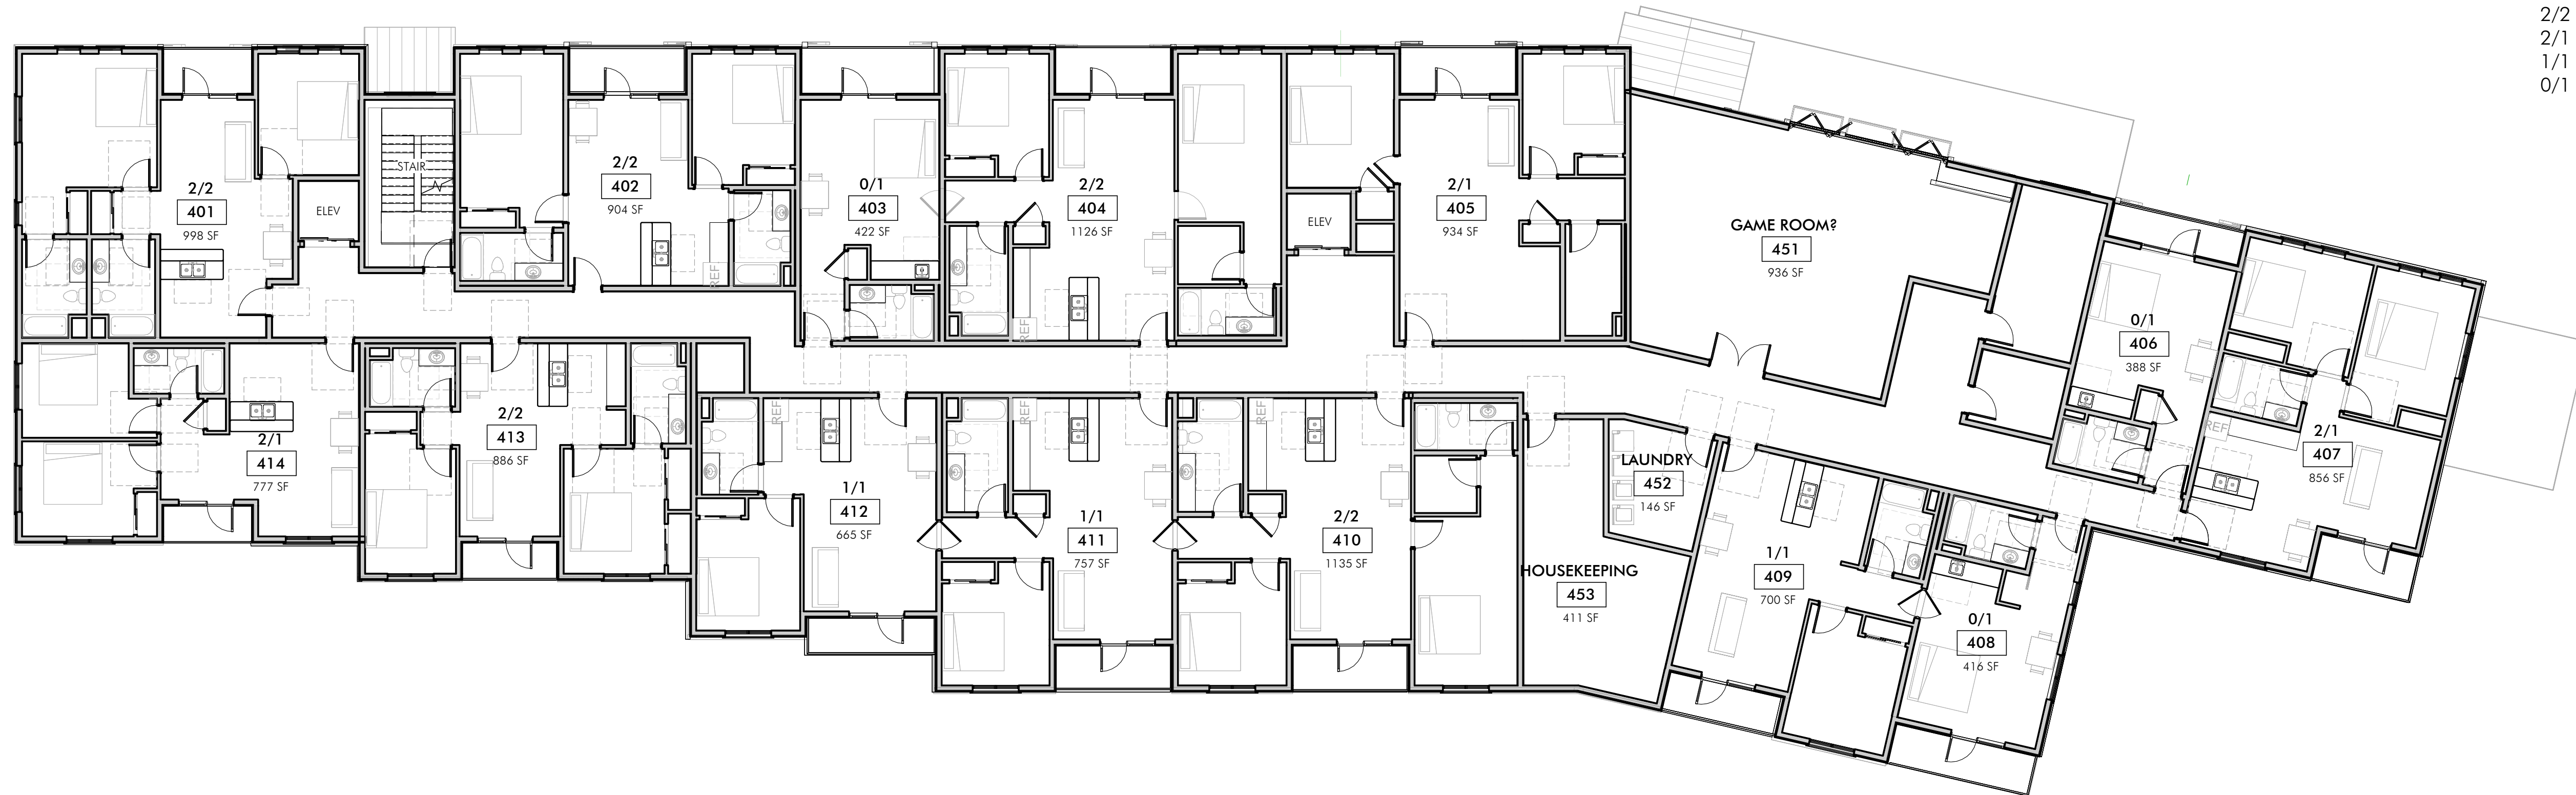 2/2
2/1
1/1
0/1
STAIR
2/2
401
998 SF
ELEV
2/2
402
904 SF
REF
0/1
403
422 SF
2/2
404
1126 SF
REF
ELEV
2/1
405
934 SF
GAME ROOM?
451
936 SF
0/1
406
388 SF
2/1
407
856 SF
REF
2/1
414
777 SF
2/2
413
886 SF
REF
1/1
412
665 SF
REF
1/1
411
757 SF
REF
2/2
410
1135 SF
LAUNDRY
452
146 SF
HOUSEKEEPING
453
411 SF
1/1
409
700 SF
0/1
408
416 SF